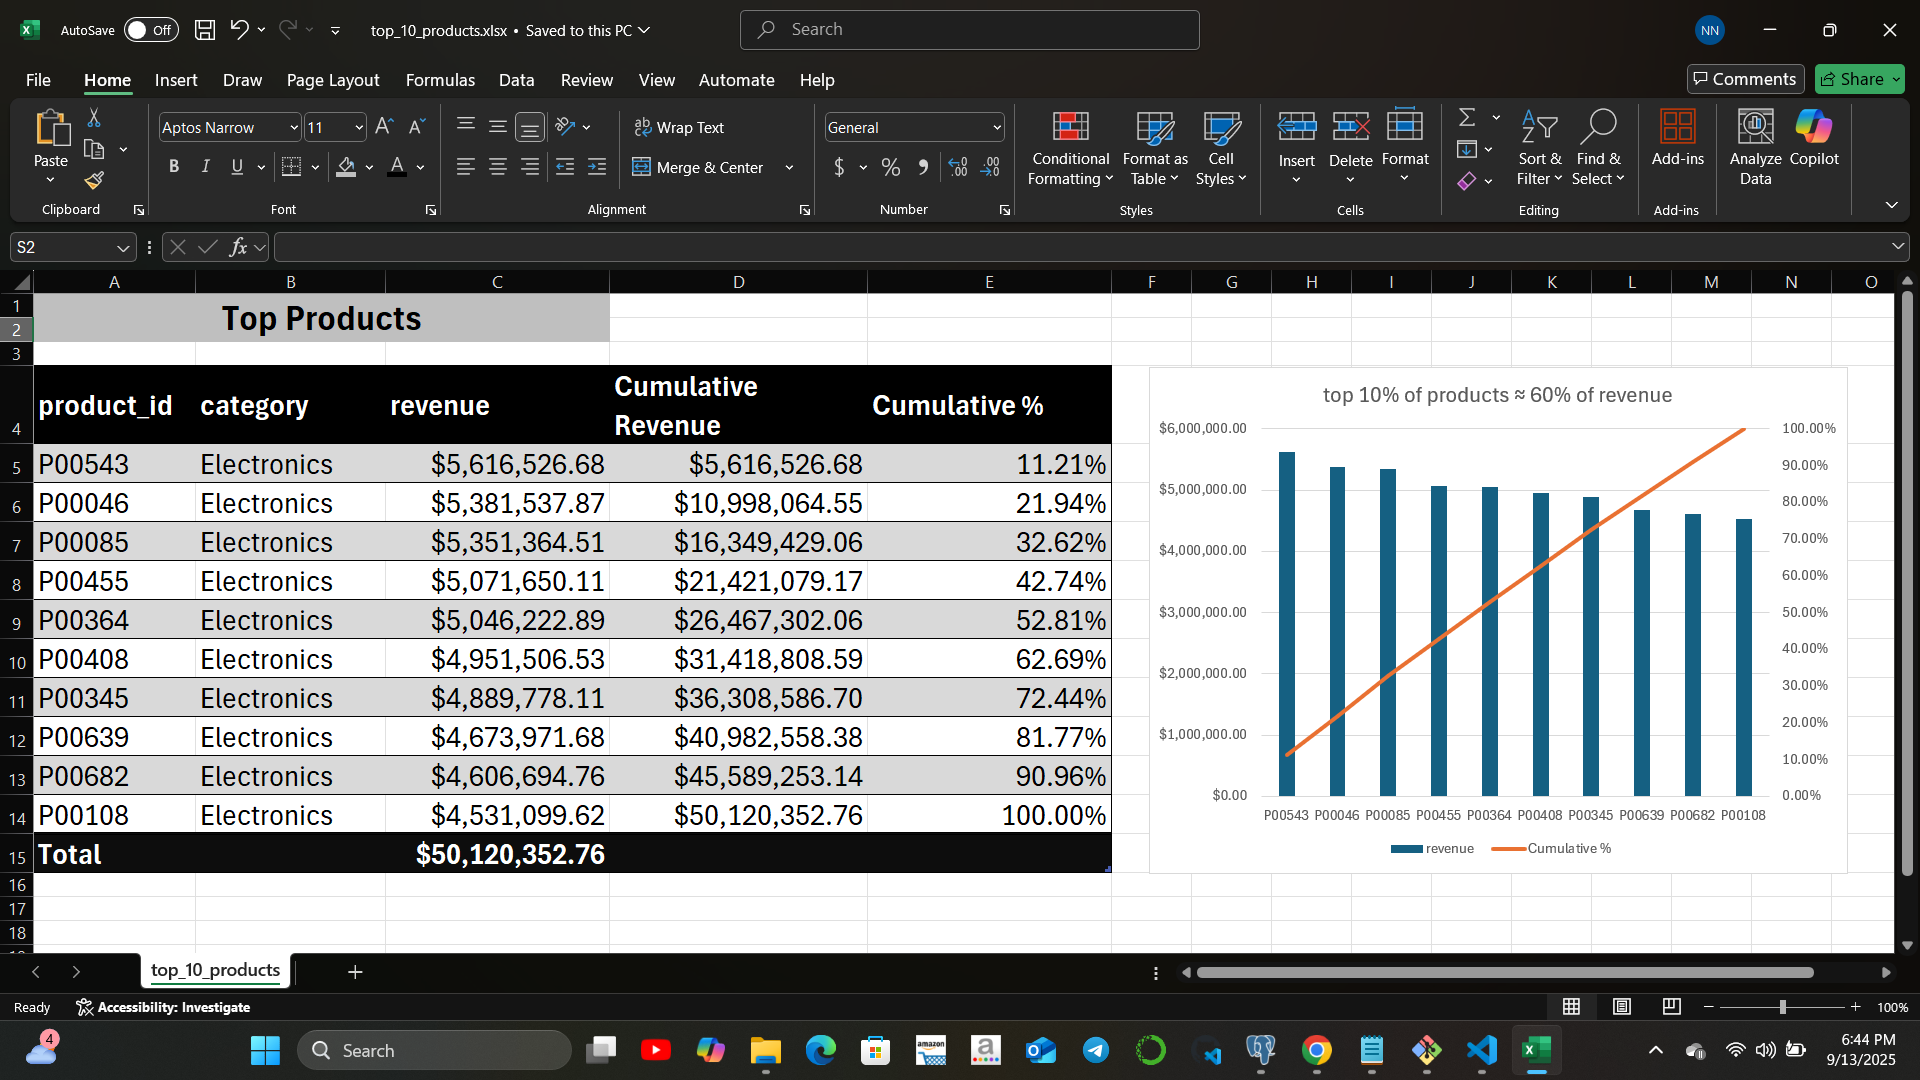 AutoSave Off top_10_products.xlsx • Saved to this PC Search NN
File Home Insert Draw Page Layout Formulas Data Review View Automate Help Comments Share
Paste Aptos Narrow 11 Wrap Text General Conditional Formatting Format as Table Cell Styles Insert Delete Format Sort & Filter Find & Select Add-ins Analyze Data Copilot
B I U A Merge & Center $ %
Clipboard Font Alignment Number Styles Cells Editing Add-ins
S2 fx
A B C D E F G H I J K L M N O
1
Top Products
2
3
4 product_id category revenue Cumulative Revenue Cumulative %
5 P00543 Electronics $5,616,526.68 $5,616,526.68 11.21%
6 P00046 Electronics $5,381,537.87 $10,998,064.55 21.94%
7 P00085 Electronics $5,351,364.51 $16,349,429.06 32.62%
8 P00455 Electronics $5,071,650.11 $21,421,079.17 42.74%
9 P00364 Electronics $5,046,222.89 $26,467,302.06 52.81%
10 P00408 Electronics $4,951,506.53 $31,418,808.59 62.69%
11 P00345 Electronics $4,889,778.11 $36,308,586.70 72.44%
12 P00639 Electronics $4,673,971.68 $40,982,558.38 81.77%
13 P00682 Electronics $4,606,694.76 $45,589,253.14 90.96%
14 P00108 Electronics $4,531,099.62 $50,120,352.76 100.00%
15 Total $50,120,352.76
16
17
18
top 10% of products ≈ 60% of revenue
$6,000,000.00 100.00%
90.00%
$5,000,000.00 80.00%
70.00%
$4,000,000.00 60.00%
$3,000,000.00 50.00%
40.00%
$2,000,000.00 30.00%
20.00%
$1,000,000.00 10.00%
$0.00 0.00%
P00543 P00046 P00085 P00455 P00364 P00408 P00345 P00639 P00682 P00108
revenue Cumulative %
top_10_products
Ready Accessibility: Investigate 100%
4 Search amazon a 6:44 PM
9/13/2025